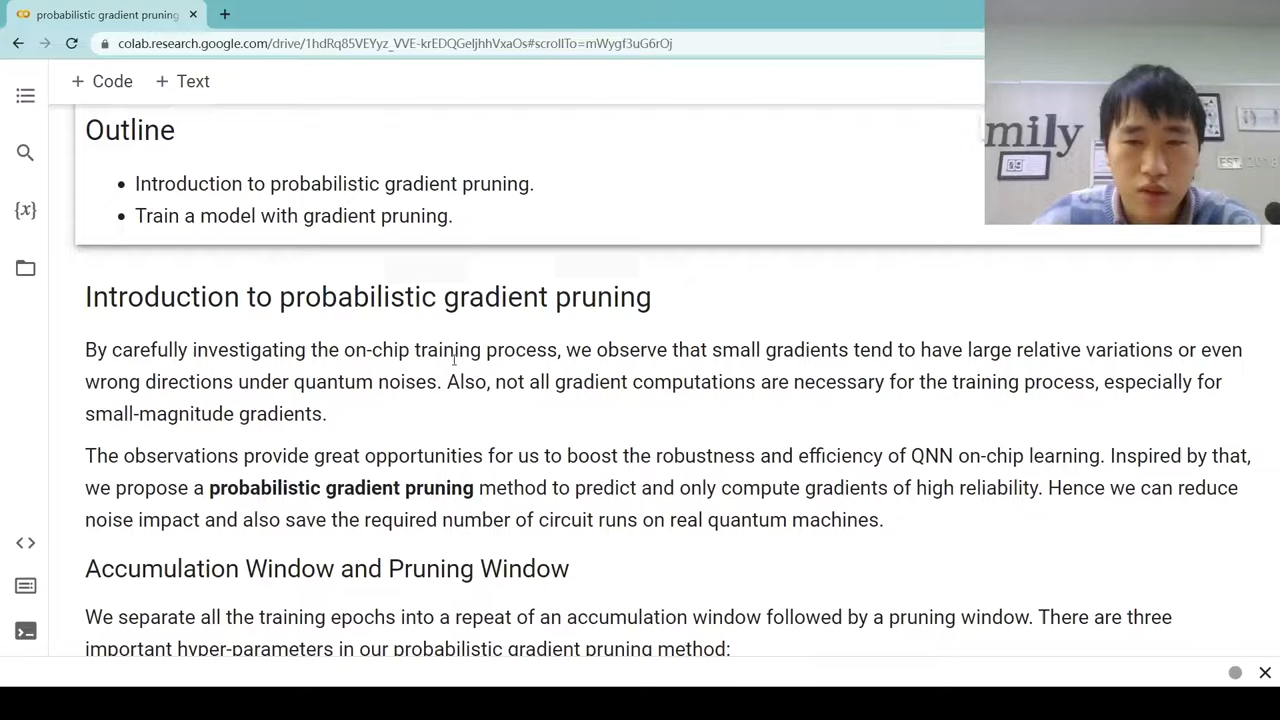 probabilistic gradient pruning
colab.research.google.com/drive/1hdRq85VEYyz_VVE-krEDQGeljhhVxaOs#scrollTo=mWygf3uG6rOj
+ Code + Text
Outline
• Introduction to probabilistic gradient pruning.
• Train a model with gradient pruning.
mily
EST
Introduction to probabilistic gradient pruning
By carefully investigating the on-chip training process, we observe that small gradients tend to have large relative variations or even
wrong directions under quantum noises. Also, not all gradient computations are necessary for the training process, especially for
small-magnitude gradients.
The observations provide great opportunities for us to boost the robustness and efficiency of QNN on-chip learning. Inspired by that,
we propose a probabilistic gradient pruning method to predict and only compute gradients of high reliability. Hence we can reduce
noise impact and also save the required number of circuit runs on real quantum machines.
Accumulation Window and Pruning Window
We separate all the training epochs into a repeat of an accumulation window followed by a pruning window. There are three
important hyper-parameters in our probabilistic gradient pruning method: